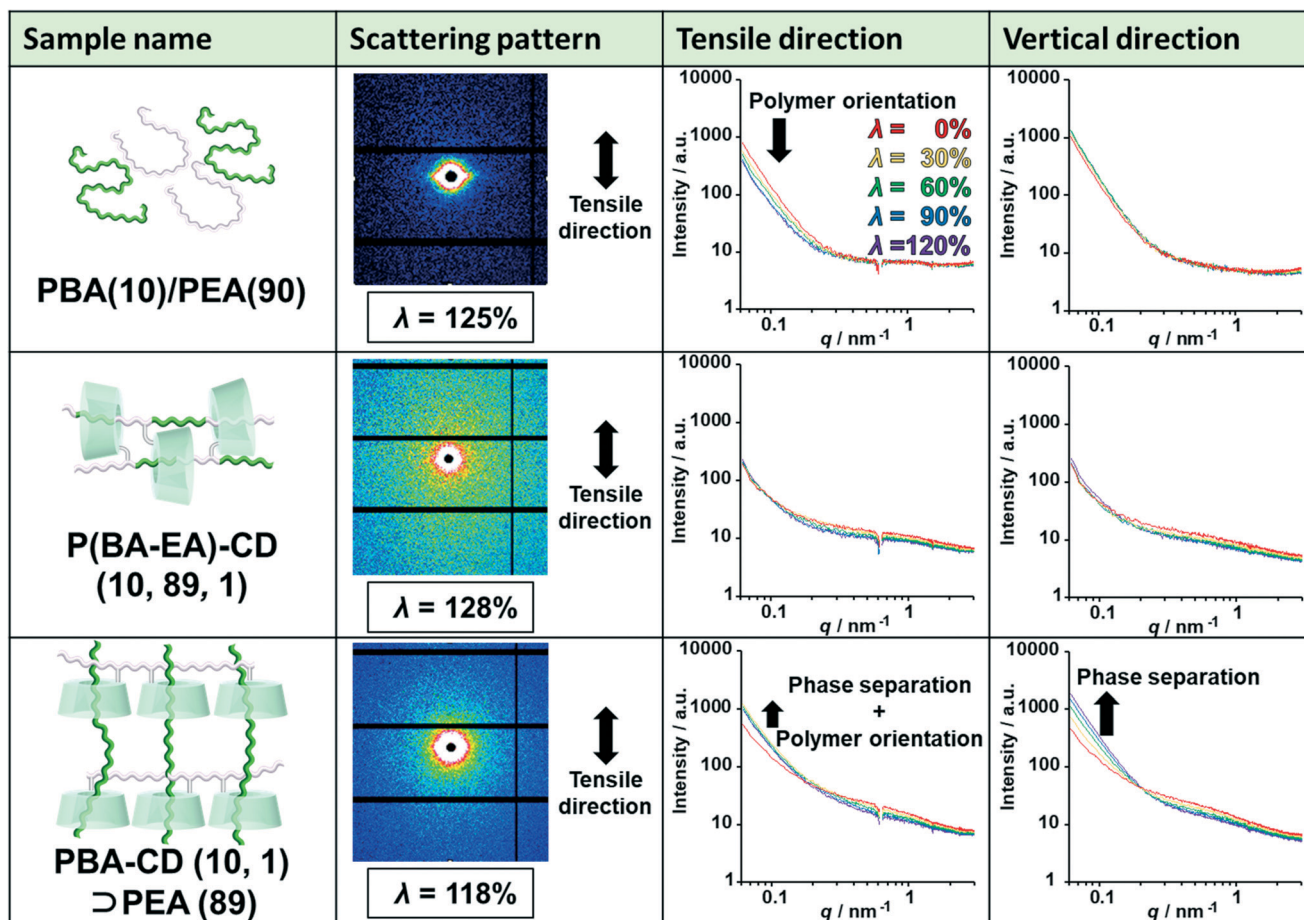 Sample name
Scattering pattern
Tensile direction
Vertical direction
PBA(10)/PEA(90)
Tensile
direction
λ = 125%
Intensity / a.u.
10000
1000
100
10
1
Polymer orientation
λ = 0%
λ = 30%
λ = 60%
λ = 90%
λ =120%
0.1
1
q / nm⁻¹
Intensity / a.u.
10000
1000
100
10
1
0.1
1
q / nm⁻¹
P(BA-EA)-CD
(10, 89, 1)
Tensile
direction
λ = 128%
Intensity / a.u.
10000
1000
100
10
1
0.1
1
q / nm⁻¹
Intensity / a.u.
10000
1000
100
10
1
0.1
1
q / nm⁻¹
PBA-CD (10, 1)
⊃PEA (89)
Tensile
direction
λ = 118%
Intensity / a.u.
10000
1000
100
10
1
Phase separation
+
Polymer orientation
0.1
1
q / nm⁻¹
Intensity / a.u.
10000
1000
100
10
1
Phase separation
0.1
1
q / nm⁻¹